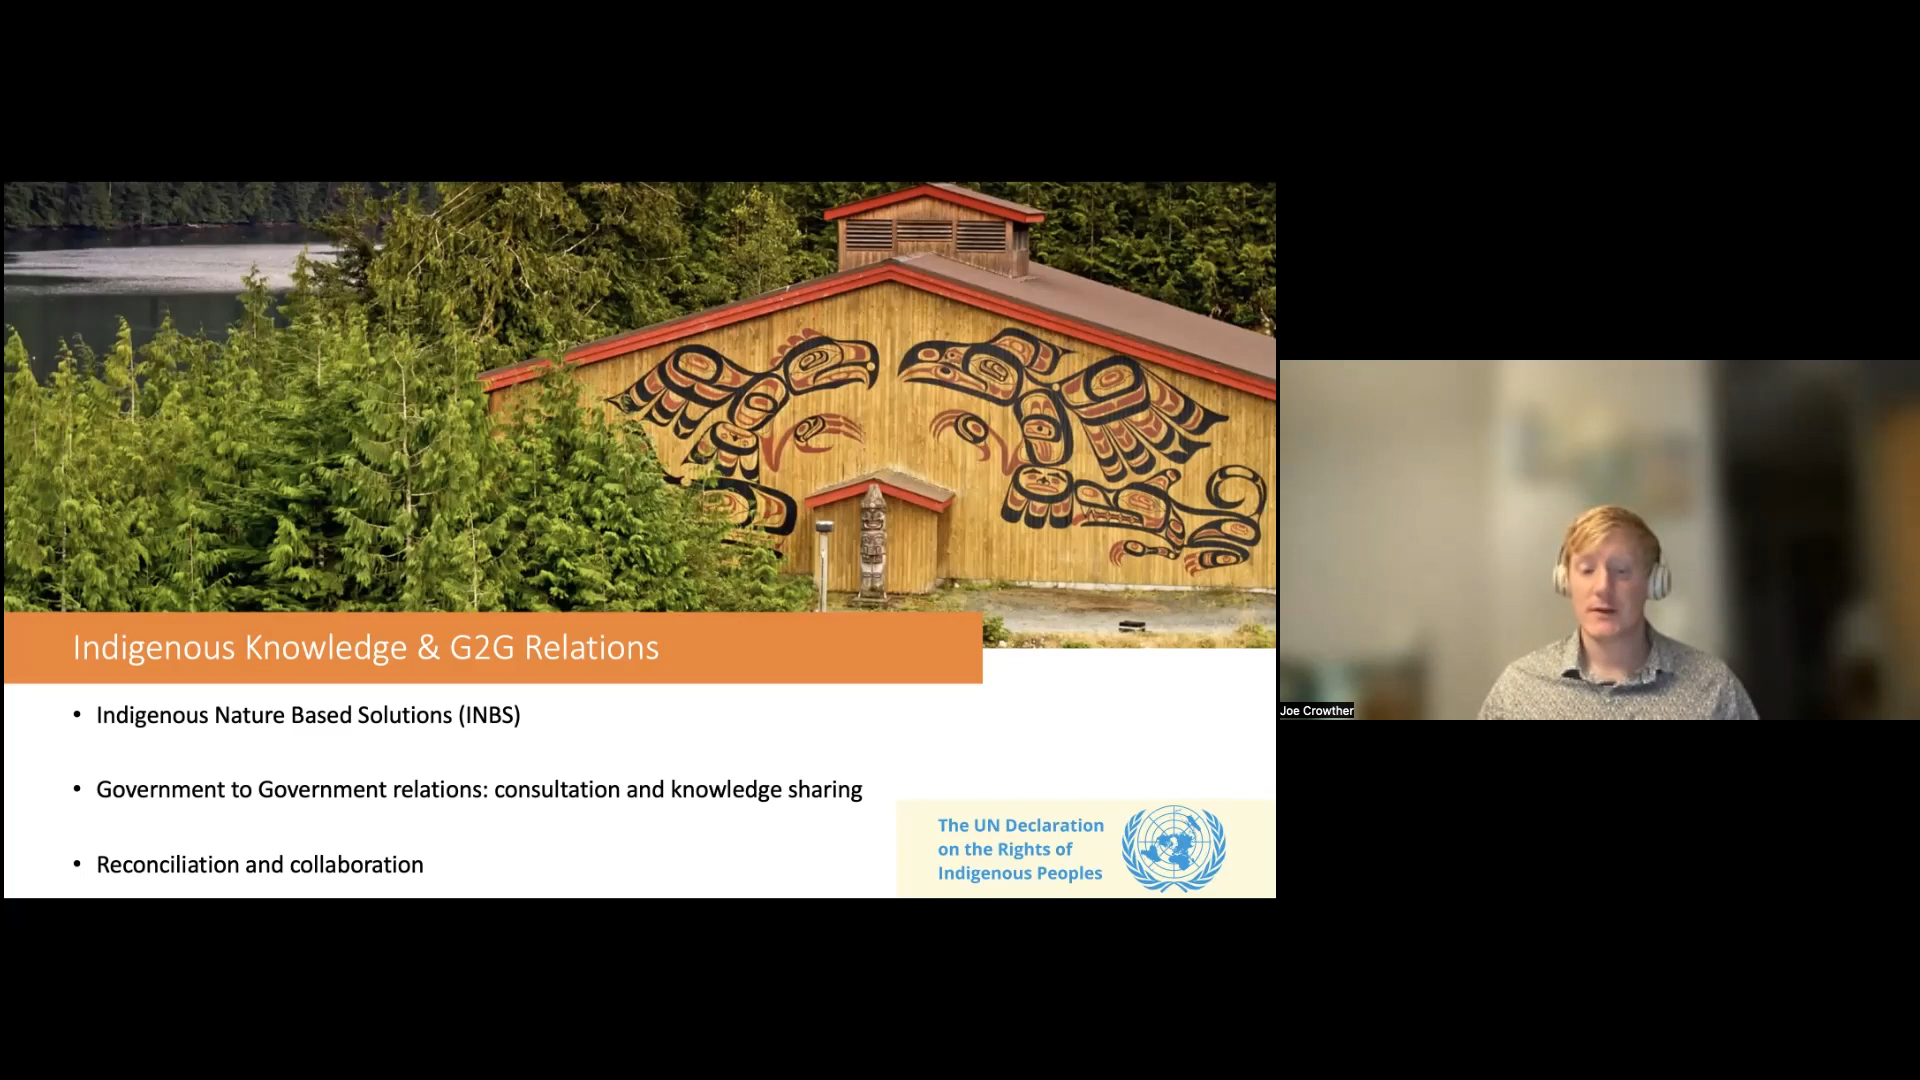 Indigenous Knowledge & G2G Relations
• Indigenous Nature Based Solutions (INBS)
• Government to Government relations: consultation and knowledge sharing
• Reconciliation and collaboration
The UN Declaration
on the Rights of
Indigenous Peoples
Joe Crowther